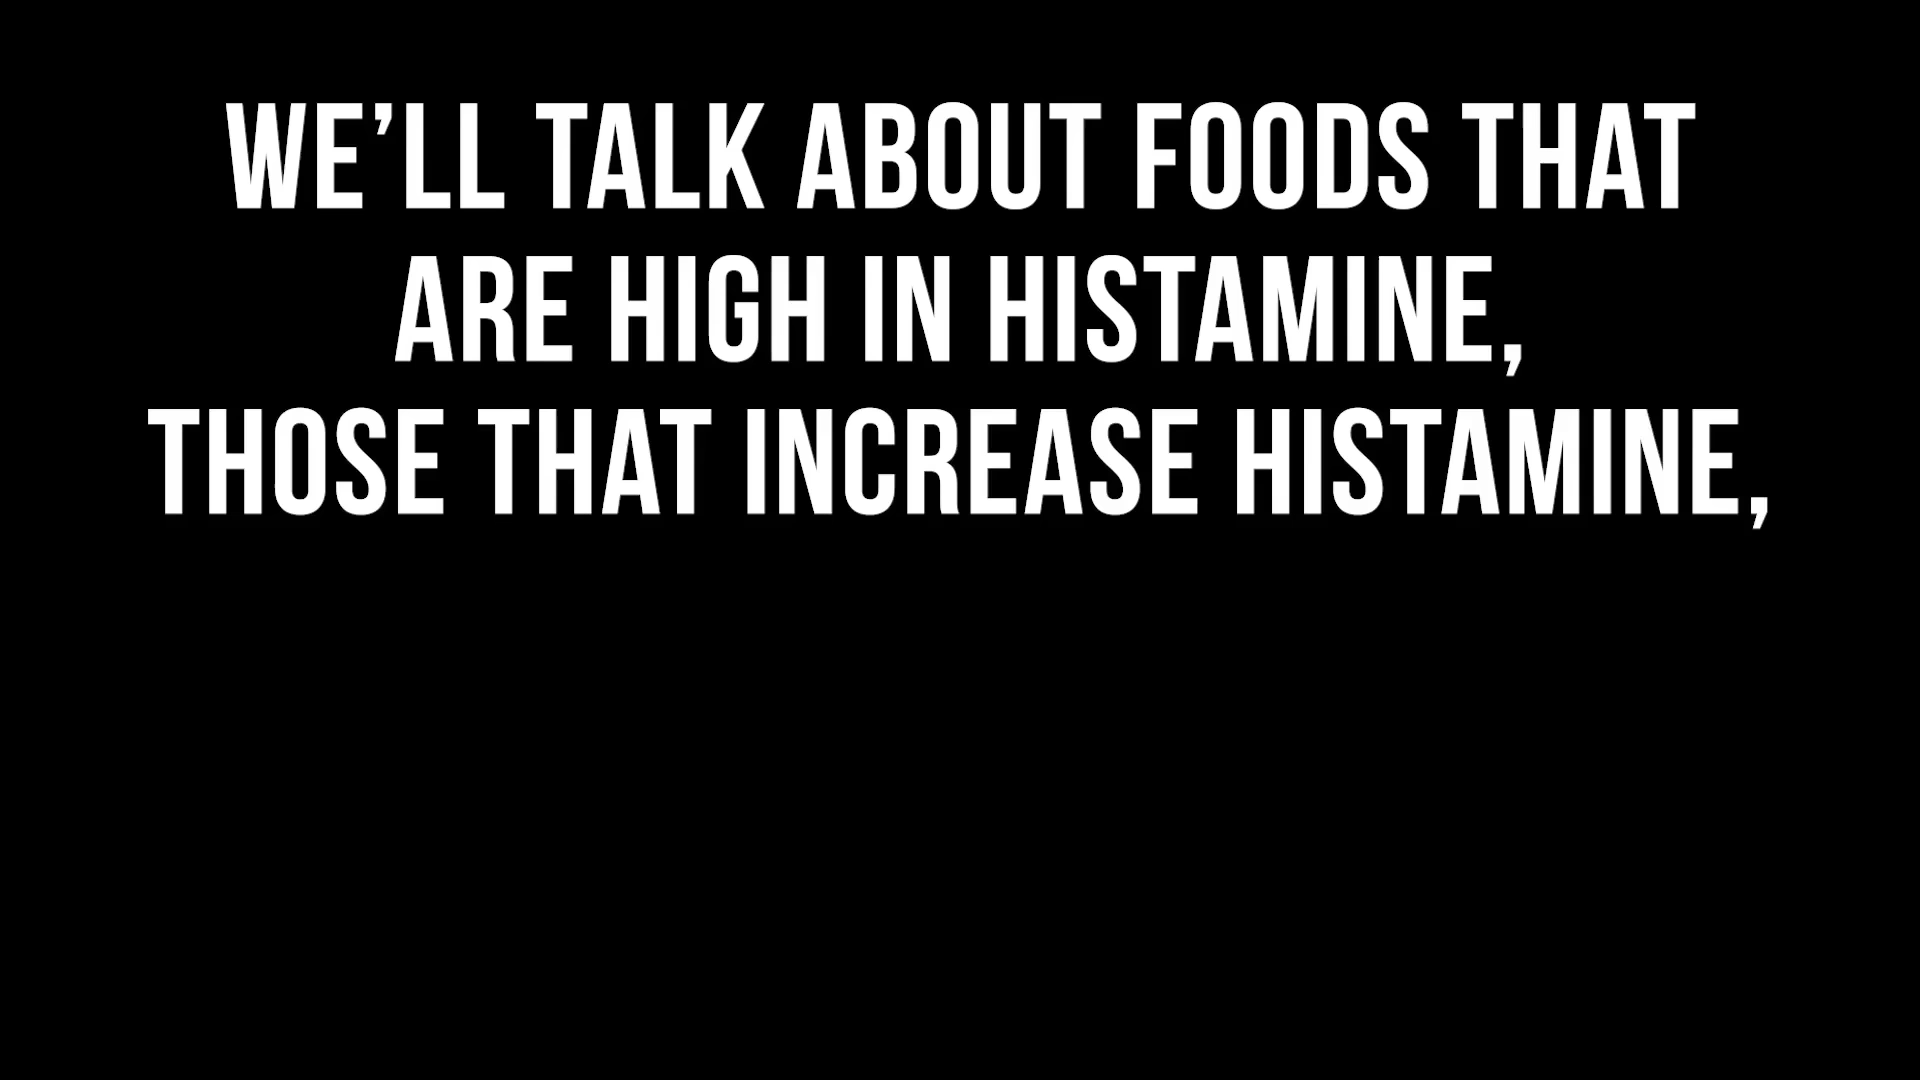 WE’LL TALK ABOUT FOODS THAT
ARE HIGH IN HISTAMINE,
THOSE THAT INCREASE HISTAMINE,